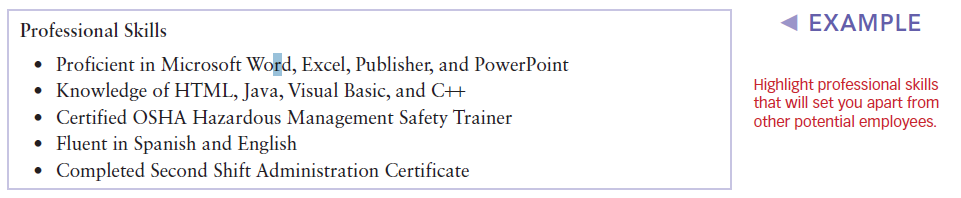 Professional Skills
• Proficient in Microsoft Word, Excel, Publisher, and PowerPoint
• Knowledge of HTML, Java, Visual Basic, and C++
• Certified OSHA Hazardous Management Safety Trainer
• Fluent in Spanish and English
• Completed Second Shift Administration Certificate
◀ EXAMPLE
Highlight professional skills
that will set you apart from
other potential employees.